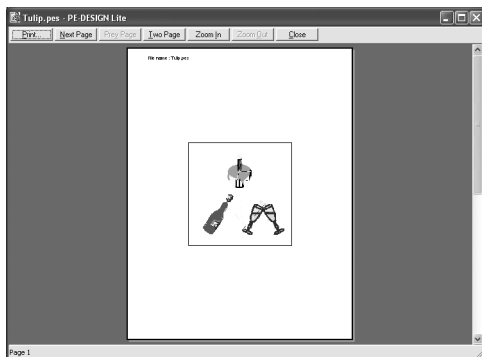 Tulip.pes - PE-DESIGN Lite
Print... Next Page Prev Page Two Page Zoom In Zoom Out Close
File name : Tulip.pes
Page 1